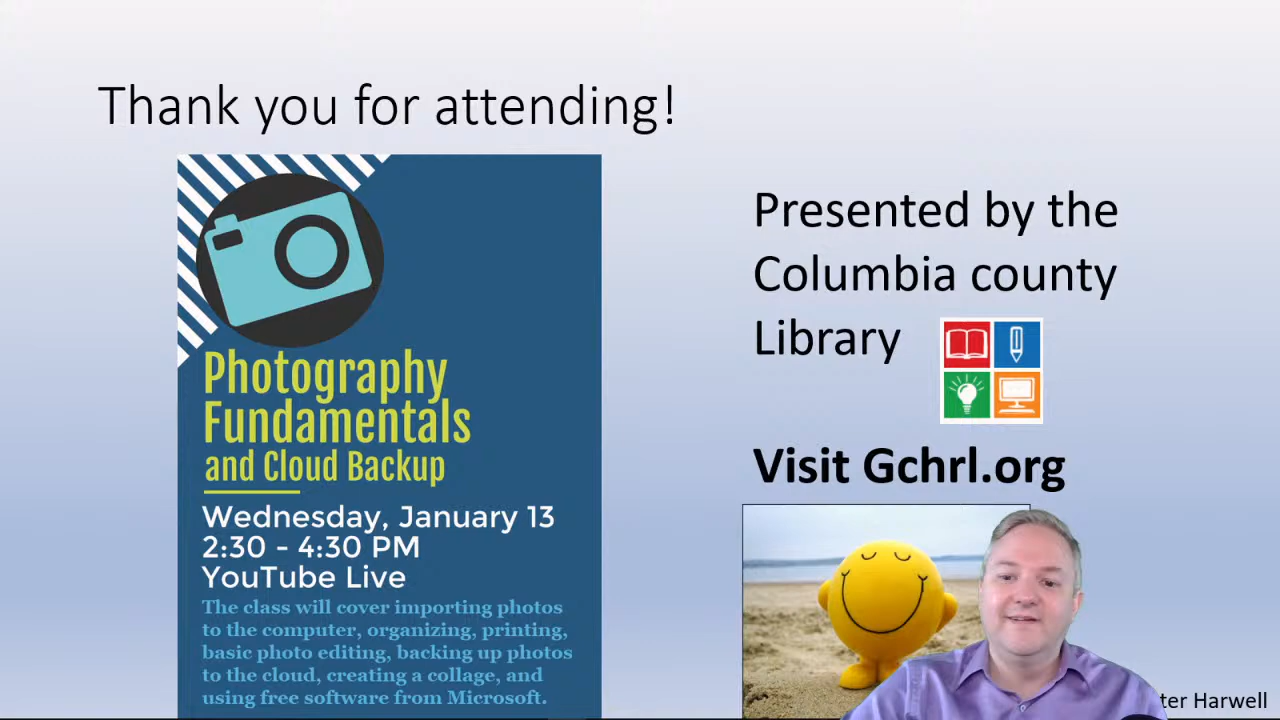 Thank you for attending!
Photography
Fundamentals
and Cloud Backup
Wednesday, January 13
2:30 - 4:30 PM
YouTube Live
The class will cover importing photos
to the computer, organizing, printing,
basic photo editing, backing up photos
to the cloud, creating a collage, and
using free software from Microsoft.
Presented by the
Columbia county
Library
Visit Gchrl.org
Harwell